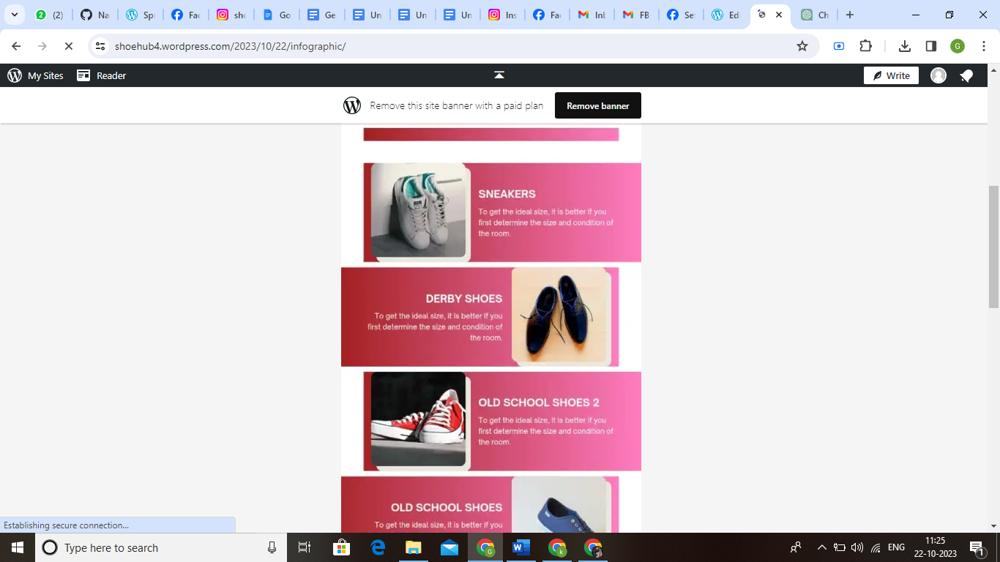 (2)
Na
Spr
Fac
sho
Go
Ge
Un
Un
Un
Ins
Fac
Inb
FB
Se
Edi
Ch
shoehub4.wordpress.com/2023/10/22/infographic/
G
My Sites
Reader
Write
Remove this site banner with a paid plan
Remove banner
SNEAKERS
To get the ideal size, it is better if you
first determine the size and condition of
the room.
DERBY SHOES
To get the ideal size, it is better if you
first determine the size and condition of
the room.
OLD SCHOOL SHOES 2
To get the ideal size, it is better if you
first determine the size and condition of
the room.
OLD SCHOOL SHOES
To get the ideal size, it is better if you
Establishing secure connection...
Type here to search
ENG
11:25
22-10-2023
1